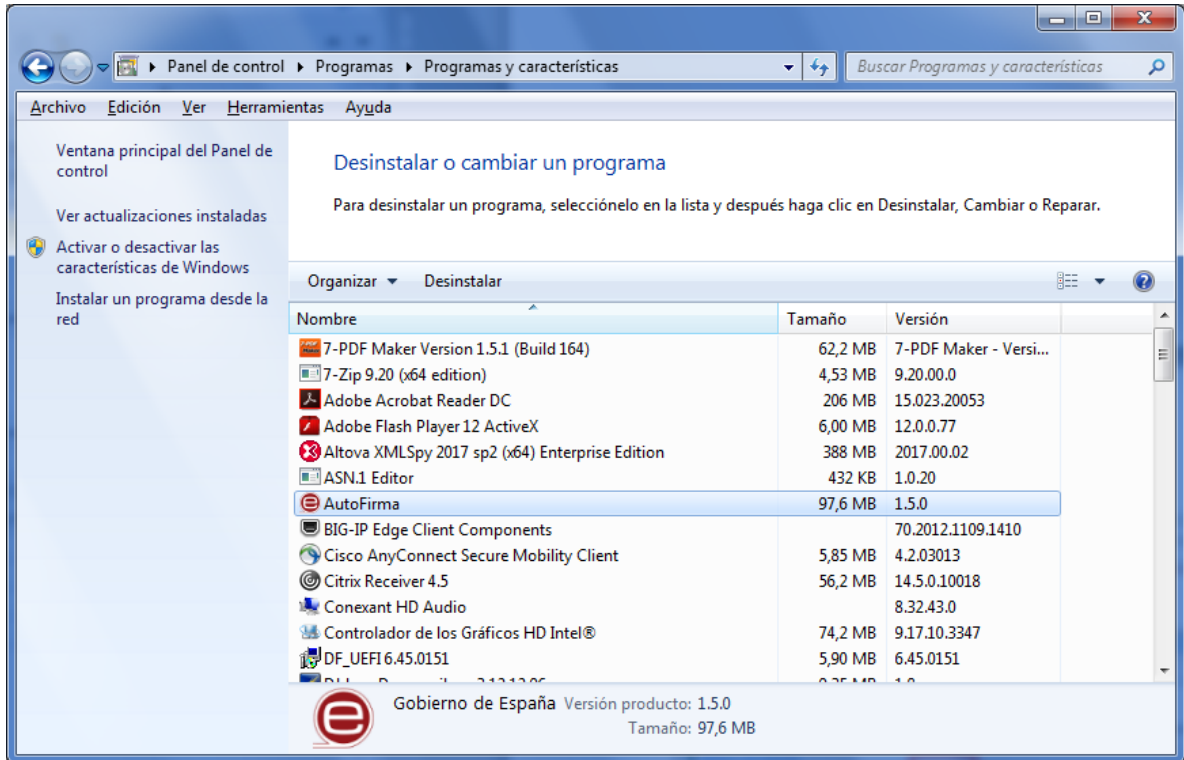 Panel de control ▸ Programas ▸ Programas y características
Buscar Programas y características
Archivo Edición Ver Herramientas Ayuda
Ventana principal del Panel de
control
Ver actualizaciones instaladas
Activar o desactivar las
características de Windows
Instalar un programa desde la
red
Desinstalar o cambiar un programa
Para desinstalar un programa, selecciónelo en la lista y después haga clic en Desinstalar, Cambiar o Reparar.
Organizar Desinstalar
Nombre Tamaño Versión
7-PDF Maker Version 1.5.1 (Build 164) 62,2 MB 7-PDF Maker - Versi...
7-Zip 9.20 (x64 edition) 4,53 MB 9.20.00.0
Adobe Acrobat Reader DC 206 MB 15.023.20053
Adobe Flash Player 12 ActiveX 6,00 MB 12.0.0.77
Altova XMLSpy 2017 sp2 (x64) Enterprise Edition 388 MB 2017.00.02
ASN.1 Editor 432 KB 1.0.20
AutoFirma 97,6 MB 1.5.0
BIG-IP Edge Client Components 70.2012.1109.1410
Cisco AnyConnect Secure Mobility Client 5,85 MB 4.2.03013
Citrix Receiver 4.5 56,2 MB 14.5.0.10018
Conexant HD Audio 8.32.43.0
Controlador de los Gráficos HD Intel® 74,2 MB 9.17.10.3347
DF_UEFI 6.45.0151 5,90 MB 6.45.0151
Gobierno de España Versión producto: 1.5.0
Tamaño: 97,6 MB